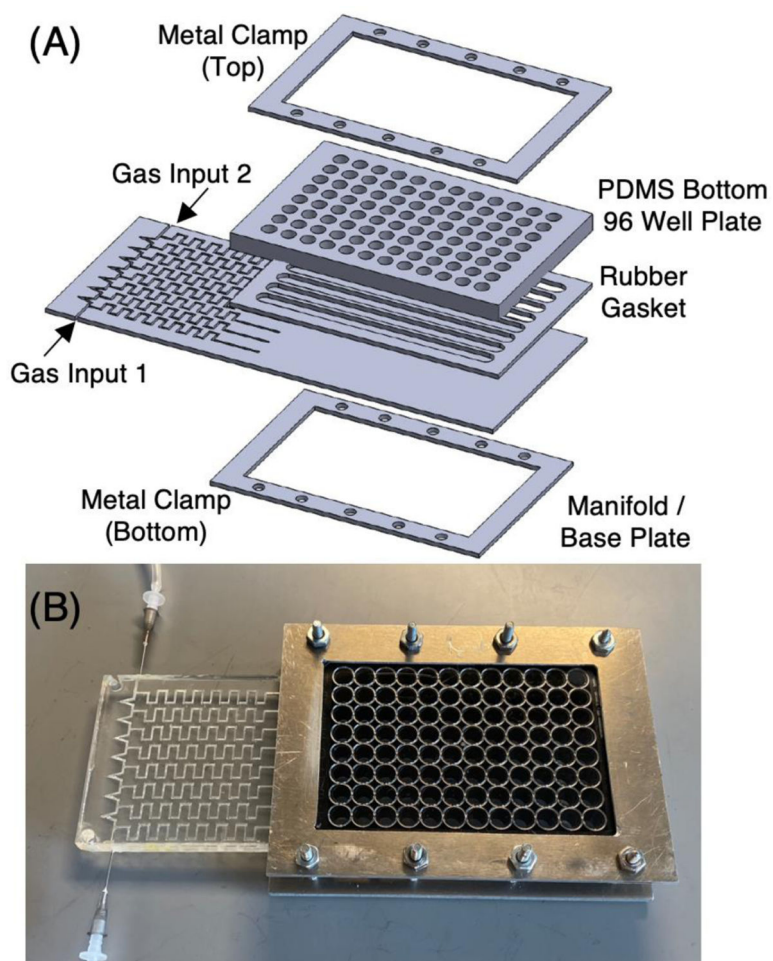 (A)
Metal Clamp
(Top)
Gas Input 2
PDMS Bottom
96 Well Plate
Rubber
Gasket
Gas Input 1
Metal Clamp
(Bottom)
Manifold /
Base Plate
(B)